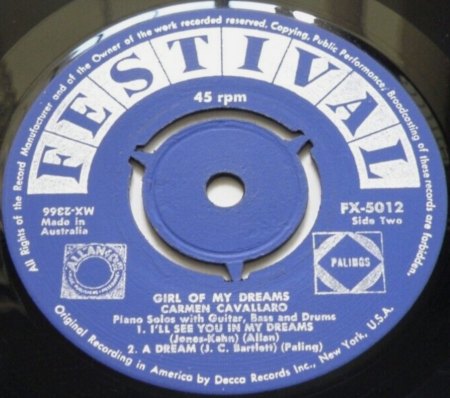 All Rights of the Record Manufacturer and of the Owner of the work recorded reserved. Copying, Public Performance, Broadcasting of these records are forbidden.
FESTIVAL
45 rpm
MX-2366
Made in
Australia
FX-5012
Side Two
ALLAN & CO.
PALINGS
GIRL OF MY DREAMS
CARMEN CAVALLARO
Piano Solos with Guitar, Bass and Drums
1. I'LL SEE YOU IN MY DREAMS
(Jones-Kahn) (Allan)
2. A DREAM (J. C. Bartlett) (Paling)
Original Recording in America by Decca Records Inc., New York, U.S.A.